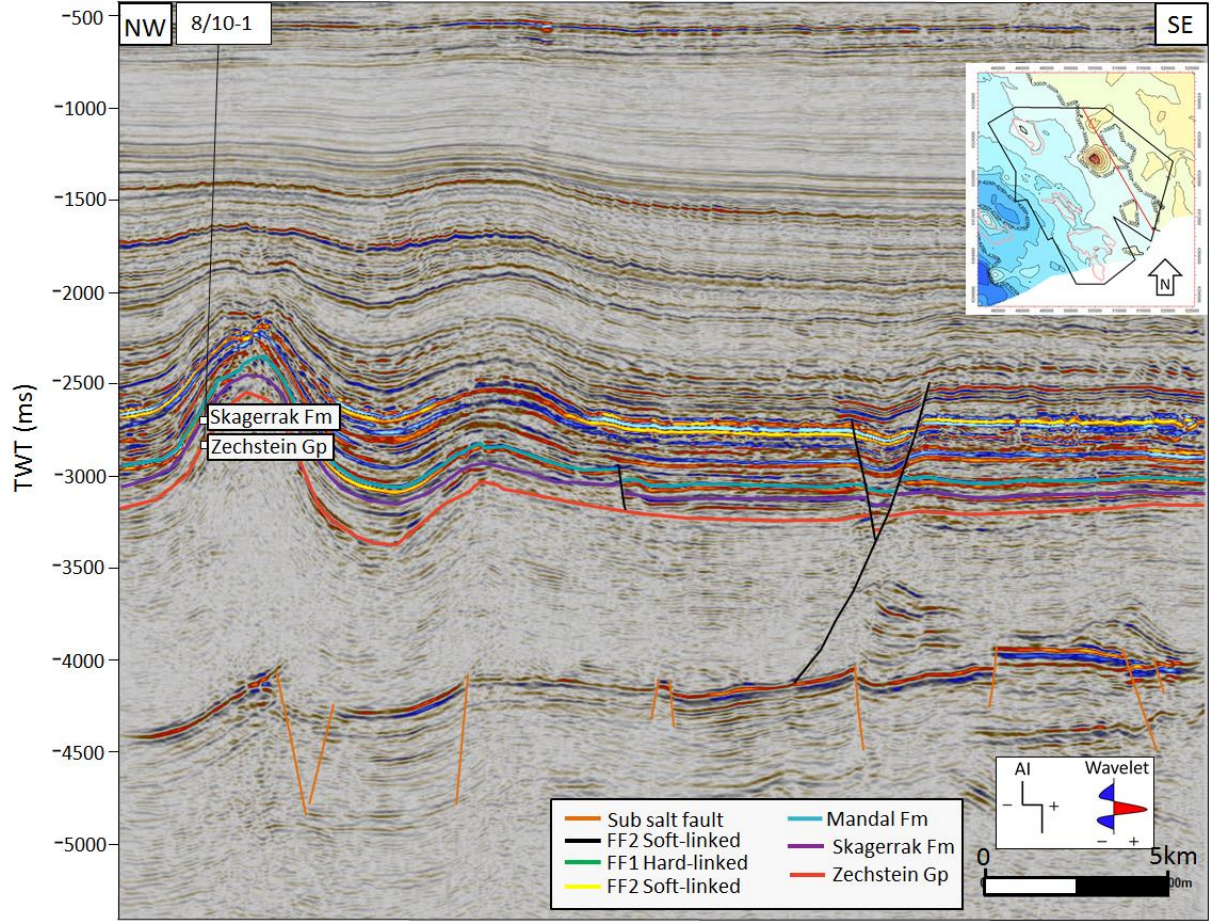 NW
8/10-1
SE
-500
-1000
-1500
-2000
-2500
-3000
-3500
-4000
-4500
-5000
TWT (ms)
Skagerrak Fm
Zechstein Gp
N
AI
Wavelet
- +
- +
Sub salt fault
FF2 Soft-linked
FF1 Hard-linked
FF2 Soft-linked
Mandal Fm
Skagerrak Fm
Zechstein Gp
0 5km